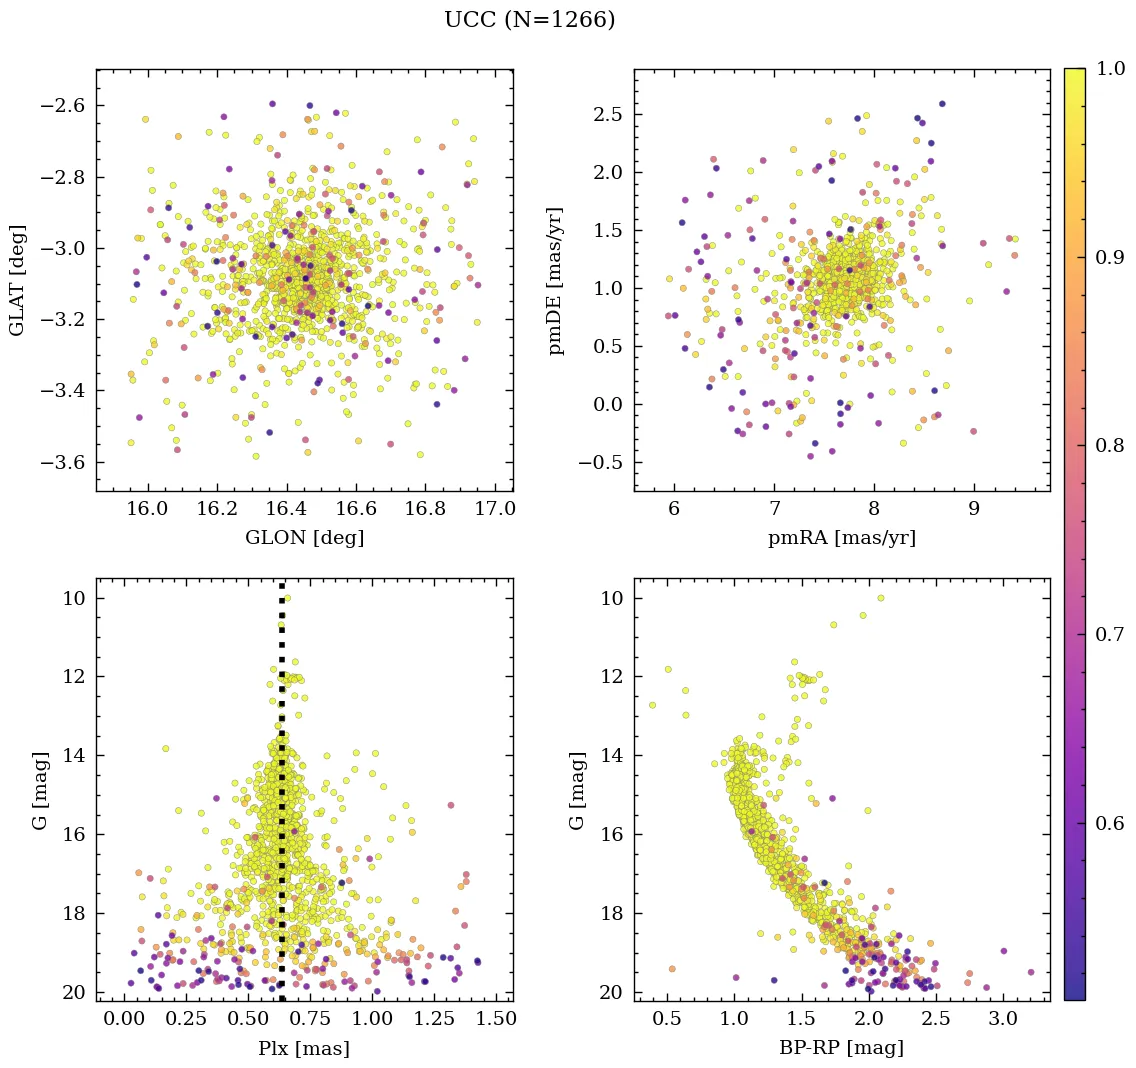 UCC (N=1266)
−2.6
−2.8
−3.0
−3.2
−3.4
−3.6
GLAT [deg]
16.0 16.2 16.4 16.6 16.8 17.0
GLON [deg]
2.5
2.0
1.5
1.0
0.5
0.0
−0.5
pmDE [mas/yr]
6 7 8 9
pmRA [mas/yr]
1.0
0.9
0.8
0.7
0.6
10
12
14
16
18
20
G [mag]
0.00 0.25 0.50 0.75 1.00 1.25 1.50
Plx [mas]
10
12
14
16
18
20
G [mag]
0.5 1.0 1.5 2.0 2.5 3.0
BP-RP [mag]